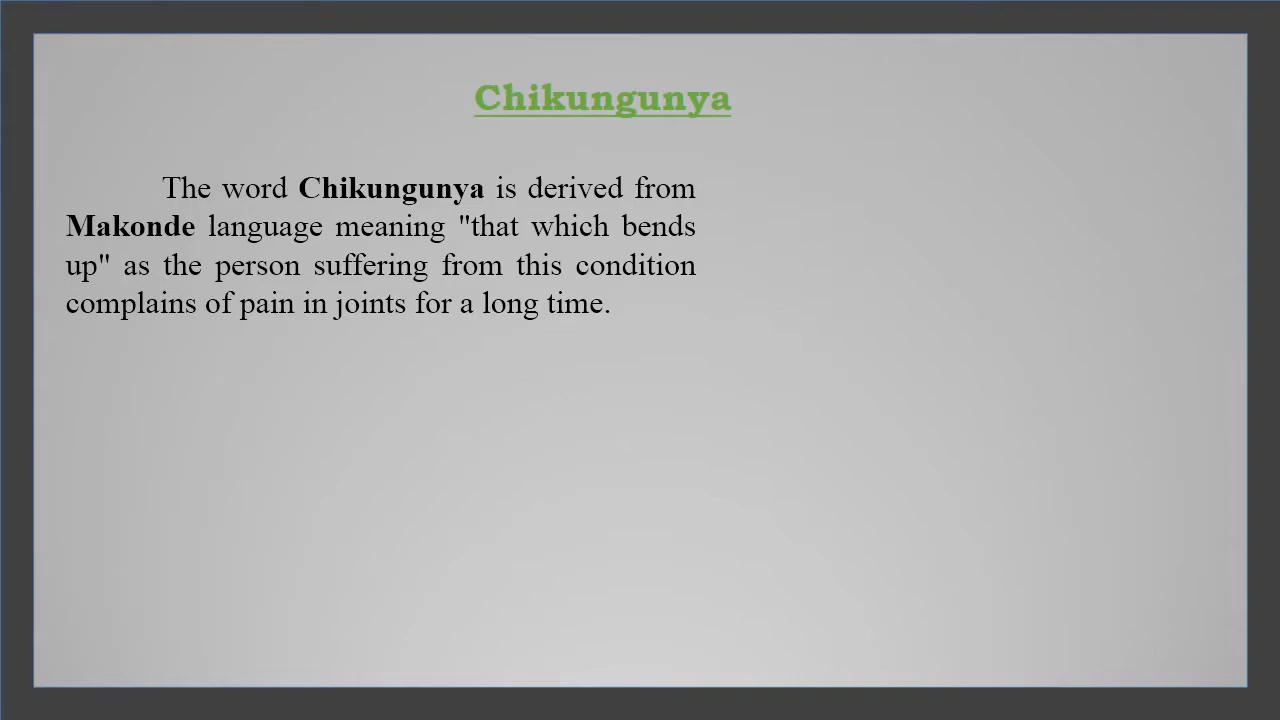 Chikungunya
The word Chikungunya is derived from
Makonde language meaning "that which bends
up" as the person suffering from this condition
complains of pain in joints for a long time.